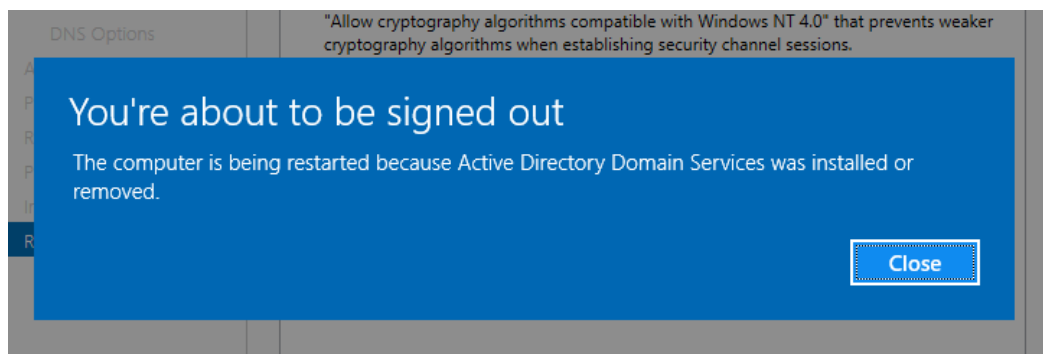 DNS Options
"Allow cryptography algorithms compatible with Windows NT 4.0" that prevents weaker
cryptography algorithms when establishing security channel sessions.
You're about to be signed out
The computer is being restarted because Active Directory Domain Services was installed or
removed.
Close